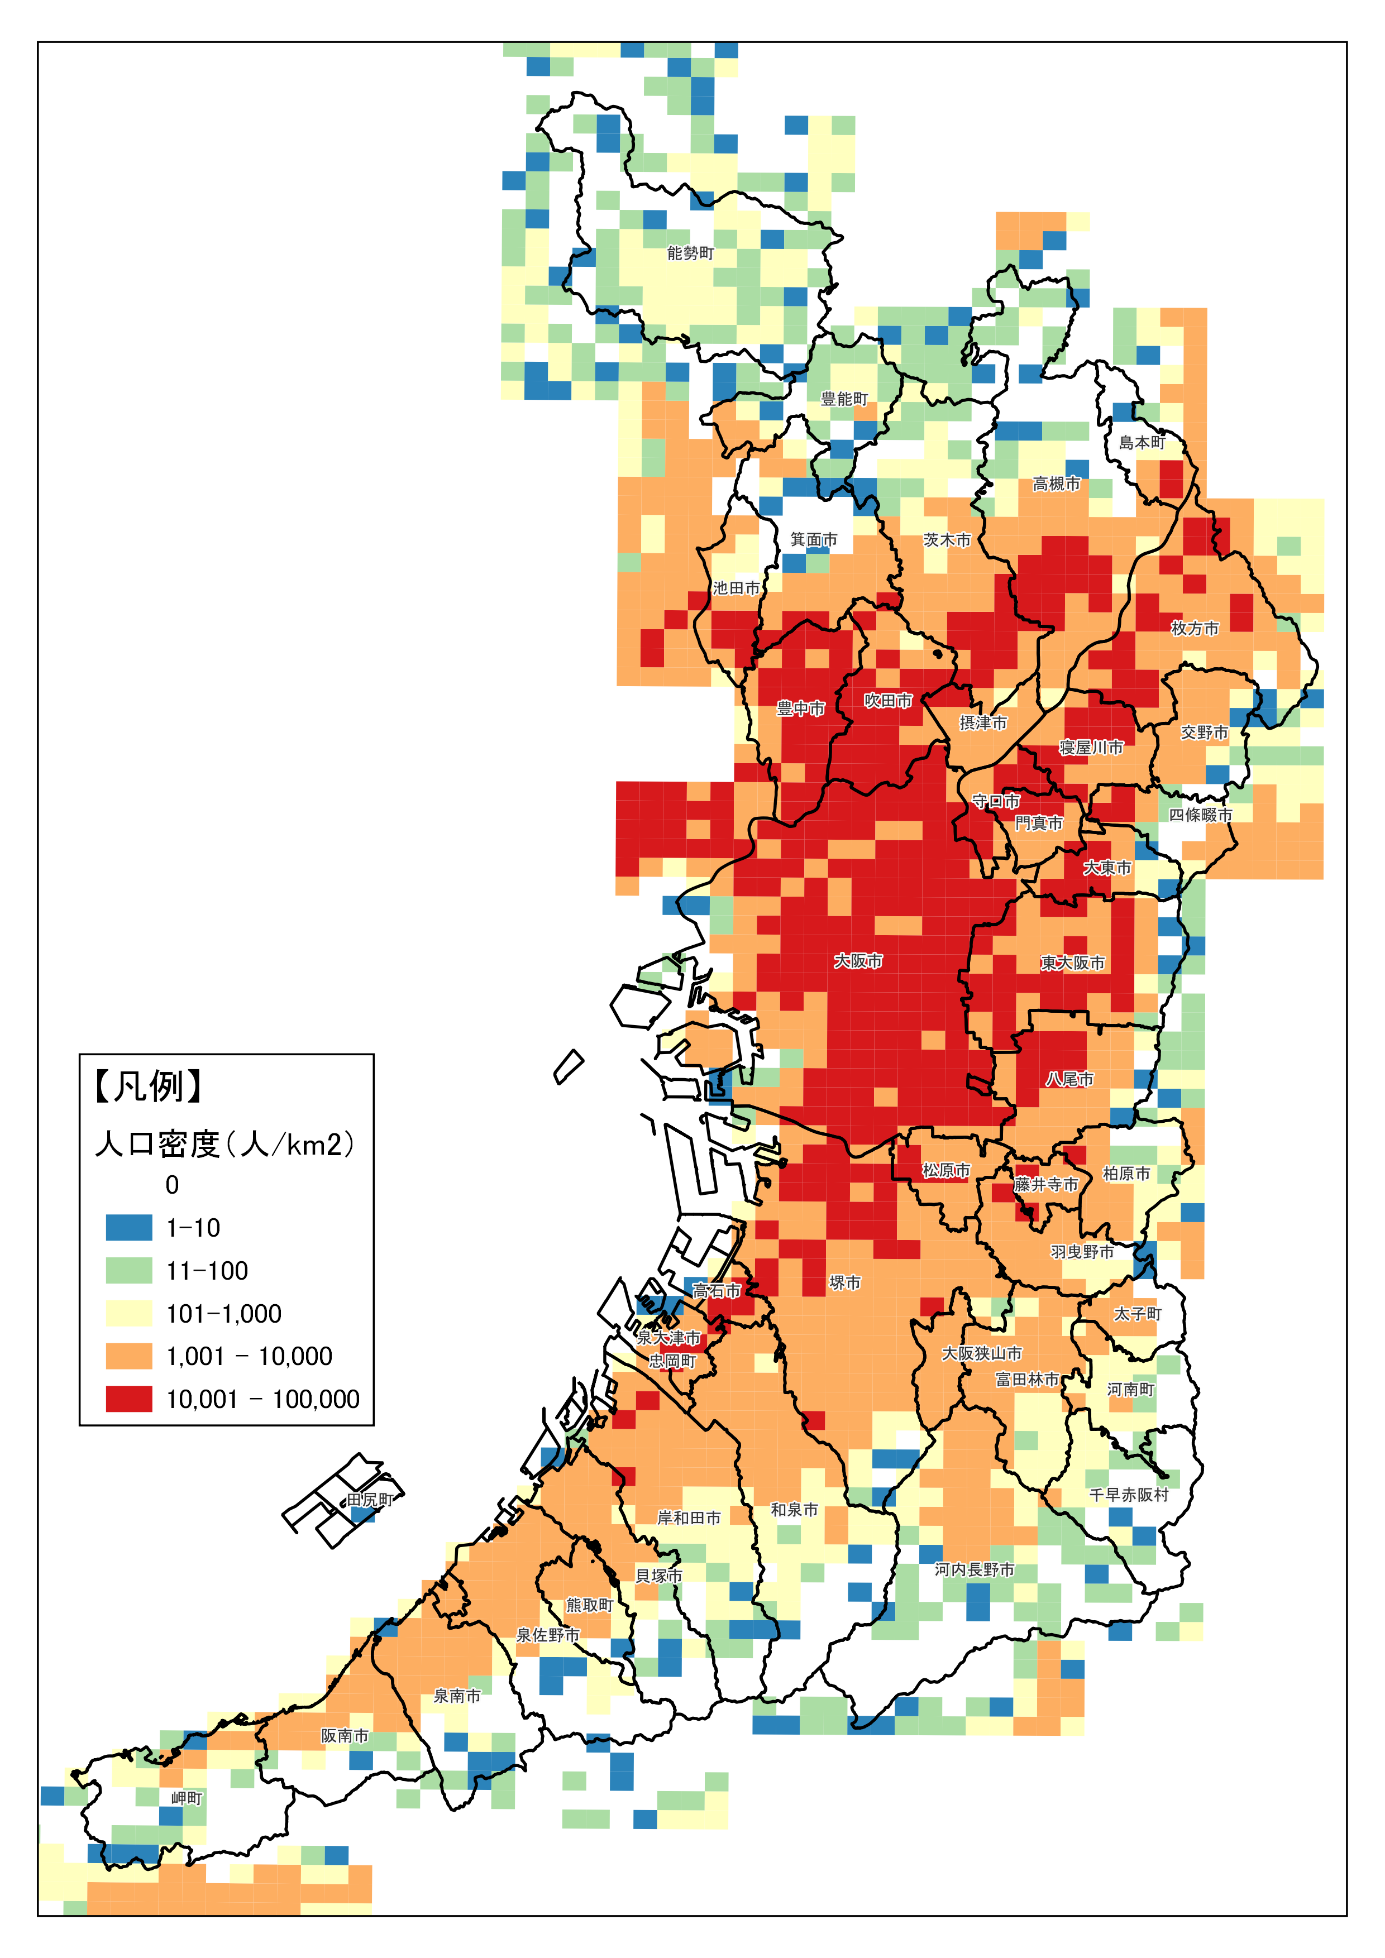 能勢町
豊能町
島本町
高槻市
箕面市
茨木市
池田市
枚方市
豊中市
吹田市
摂津市
交野市
寝屋川市
守口市
門真市
四條畷市
大東市
大阪市
東大阪市
八尾市
松原市
藤井寺市
柏原市
羽曳野市
高石市
堺市
太子町
泉大津市
忠岡町
大阪狭山市
富田林市
河南町
田尻町
千早赤阪村
岸和田市
和泉市
河内長野市
貝塚市
熊取町
泉佐野市
泉南市
阪南市
岬町
【凡例】
人口密度(人/km2)
0
1-10
11-100
101-1,000
1,001 - 10,000
10,001 - 100,000